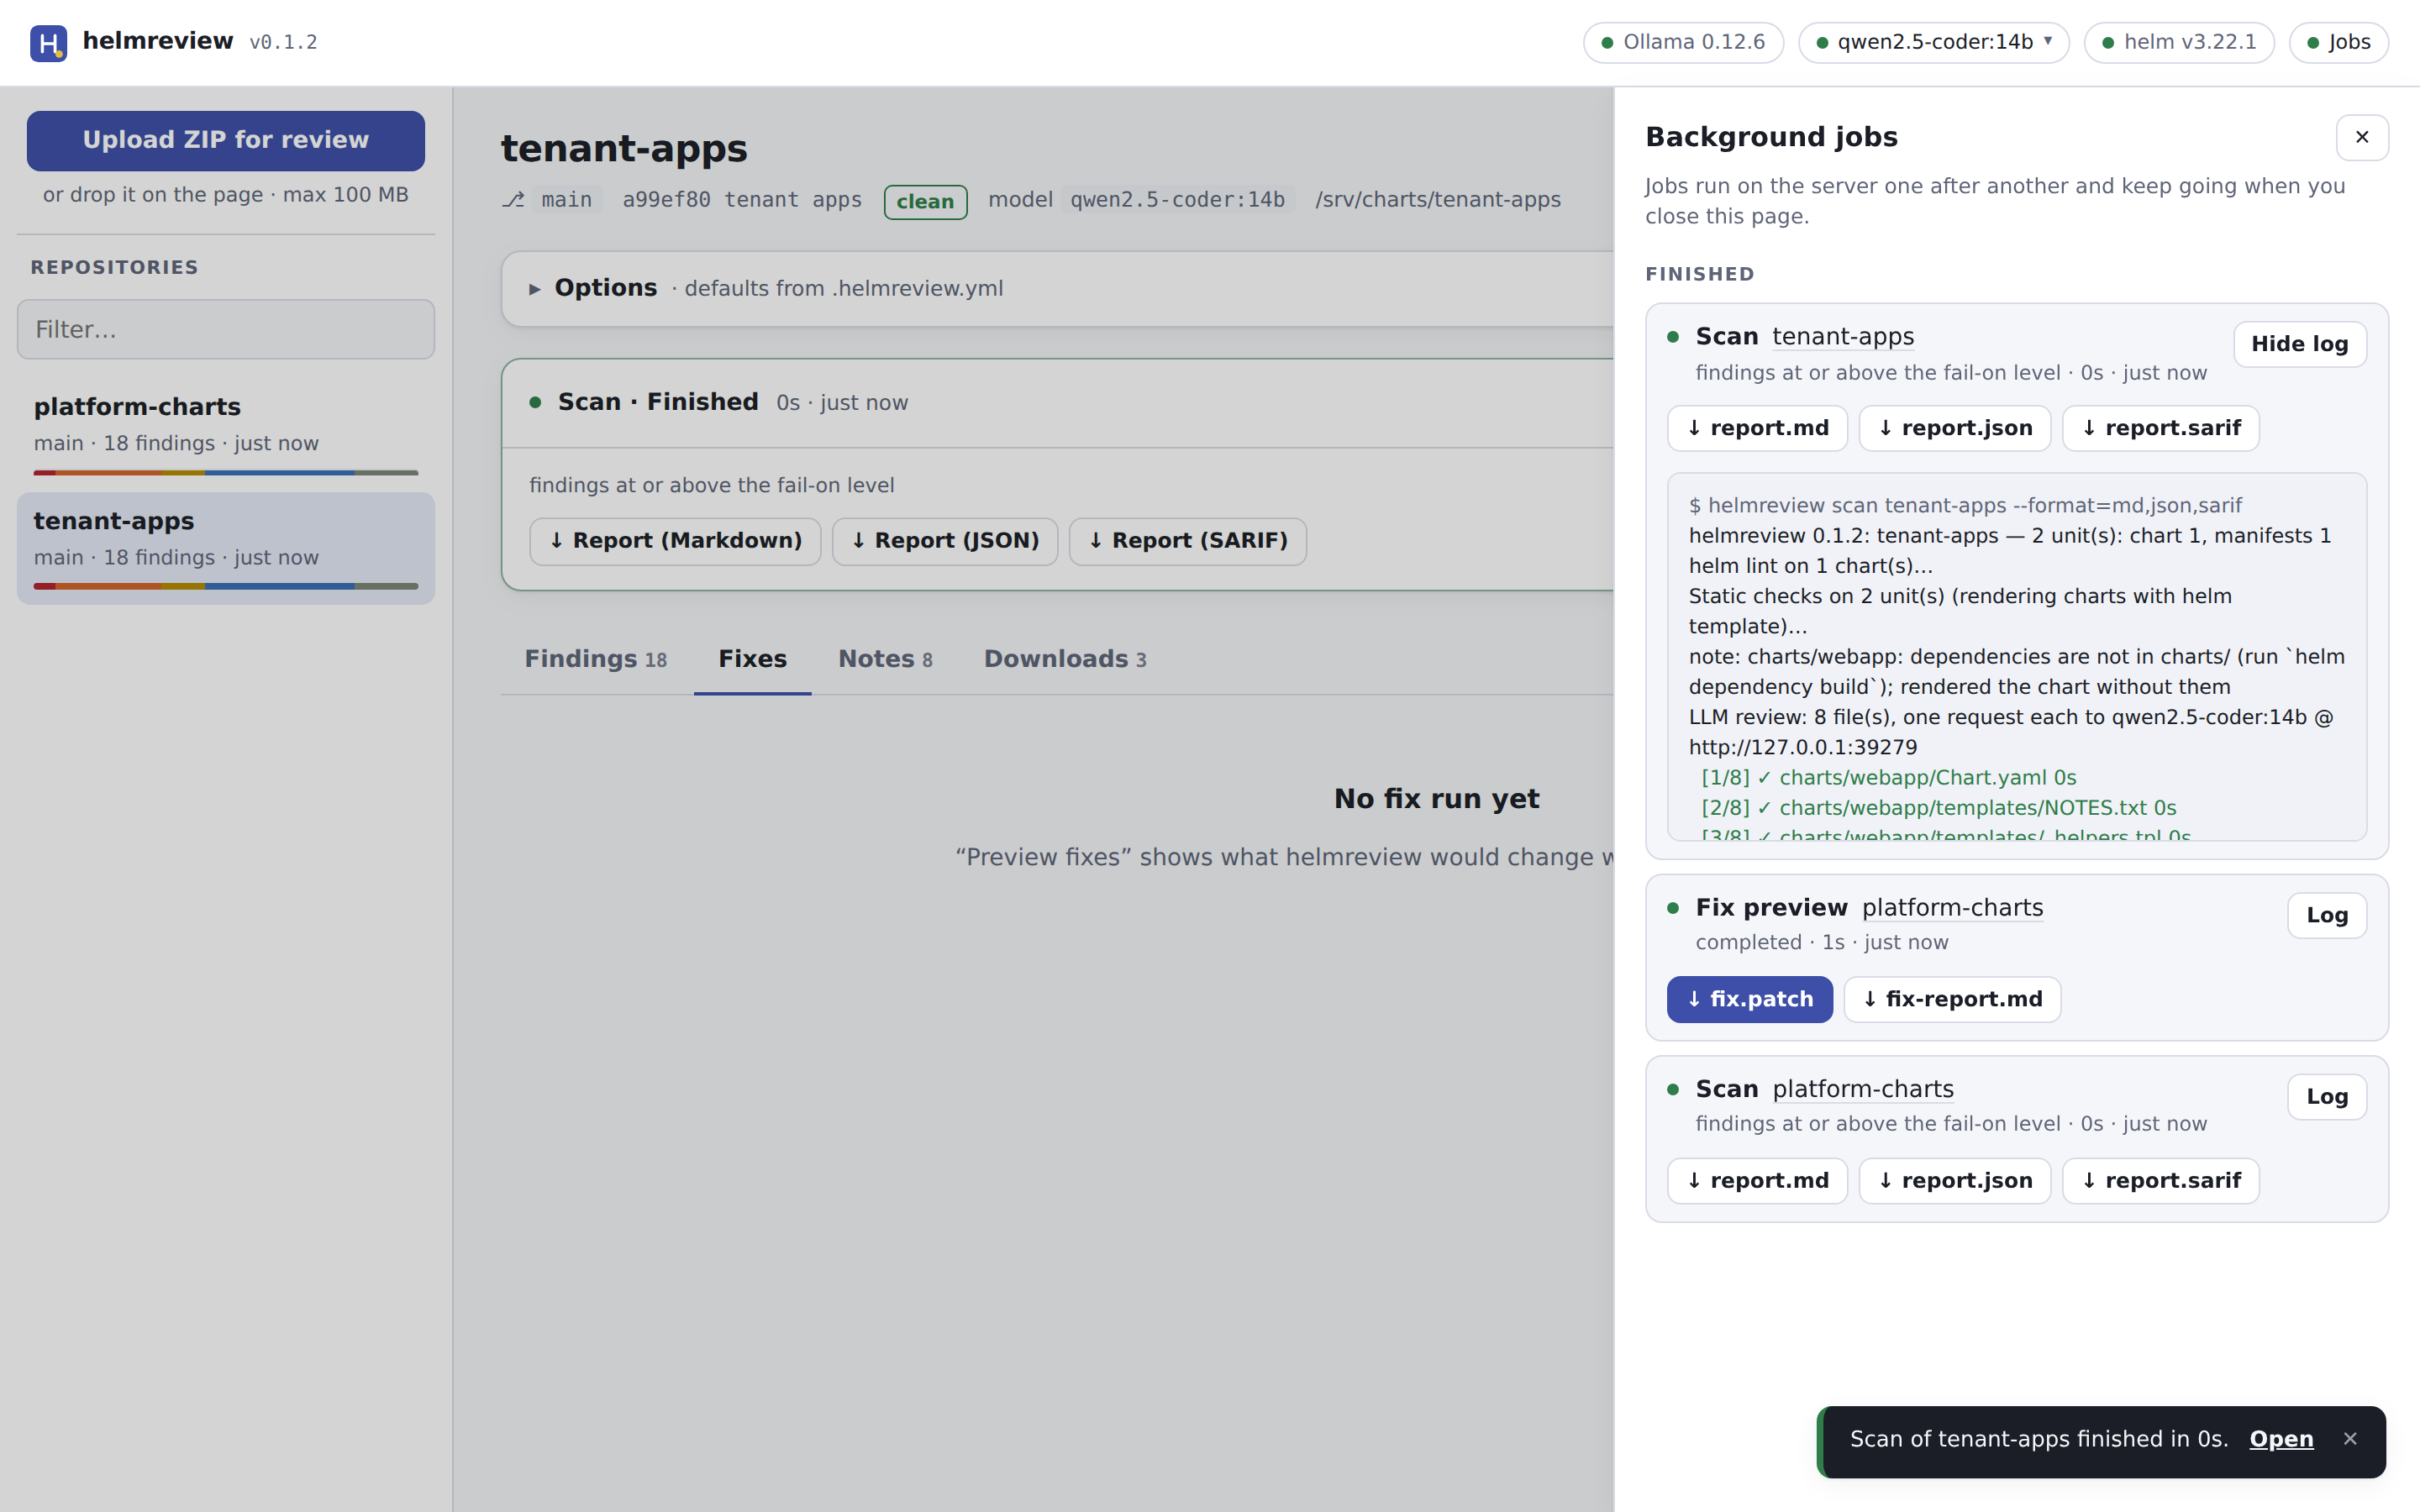 helmreview v0.1.2
Ollama 0.12.6
qwen2.5-coder:14b ▾
helm v3.22.1
Jobs
Upload ZIP for review
or drop it on the page · max 100 MB
REPOSITORIES
Filter…
platform-charts
main · 18 findings · just now
tenant-apps
main · 18 findings · just now
tenant-apps
⎇ main a99ef80 tenant apps clean model qwen2.5-coder:14b /srv/charts/tenant-apps
▸ Options · defaults from .helmreview.yml
Scan · Finished 0s · just now
findings at or above the fail-on level
↓ Report (Markdown) ↓ Report (JSON) ↓ Report (SARIF)
Findings 18 Fixes Notes 8 Downloads 3
No fix run yet
“Preview fixes” shows what helmreview would change
Background jobs ✕
Jobs run on the server one after another and keep going when you
close this page.
FINISHED
Scan tenant-apps Hide log
findings at or above the fail-on level · 0s · just now
↓ report.md ↓ report.json ↓ report.sarif
$ helmreview scan tenant-apps --format=md,json,sarif
helmreview 0.1.2: tenant-apps — 2 unit(s): chart 1, manifests 1
helm lint on 1 chart(s)…
Static checks on 2 unit(s) (rendering charts with helm
template)…
note: charts/webapp: dependencies are not in charts/ (run `helm
dependency build`); rendered the chart without them
LLM review: 8 file(s), one request each to qwen2.5-coder:14b @
http://127.0.0.1:39279
[1/8] ✓ charts/webapp/Chart.yaml 0s
[2/8] ✓ charts/webapp/templates/NOTES.txt 0s
[3/8] ✓ charts/webapp/templates/_helpers.tpl 0s
Fix preview platform-charts Log
completed · 1s · just now
↓ fix.patch ↓ fix-report.md
Scan platform-charts Log
findings at or above the fail-on level · 0s · just now
↓ report.md ↓ report.json ↓ report.sarif
Scan of tenant-apps finished in 0s. Open ✕